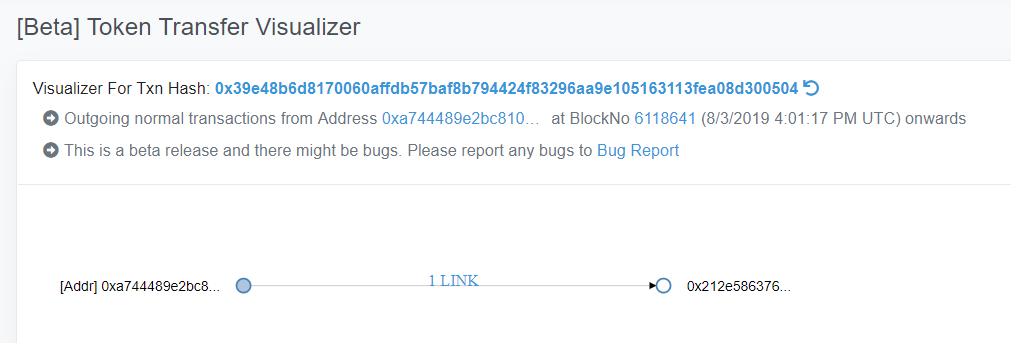 [Beta] Token Transfer Visualizer
Visualizer For Txn Hash: 0x39e48b6d8170060affdb57baf8b794424f83296aa9e105163113fea08d300504
Outgoing normal transactions from Address 0xa744489e2bc810... at BlockNo 6118641 (8/3/2019 4:01:17 PM UTC) onwards
This is a beta release and there might be bugs. Please report any bugs to Bug Report
[Addr] 0xa744489e2bc8... 1 LINK 0x212e586376...